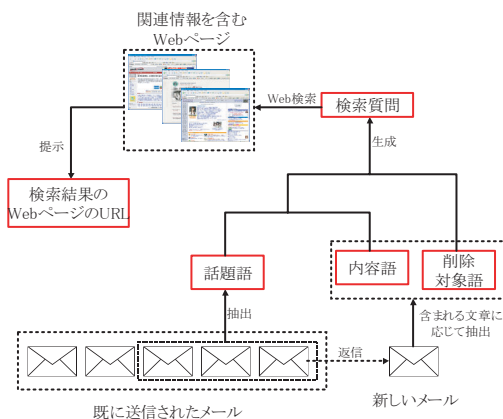 関連情報を含む
Webページ
Web検索
検索質問
提示
生成
検索結果の
WebページのURL
話題語
内容語
削除
対象語
抽出
含まれる文章に
応じて抽出
返信
既に送信されたメール
新しいメール